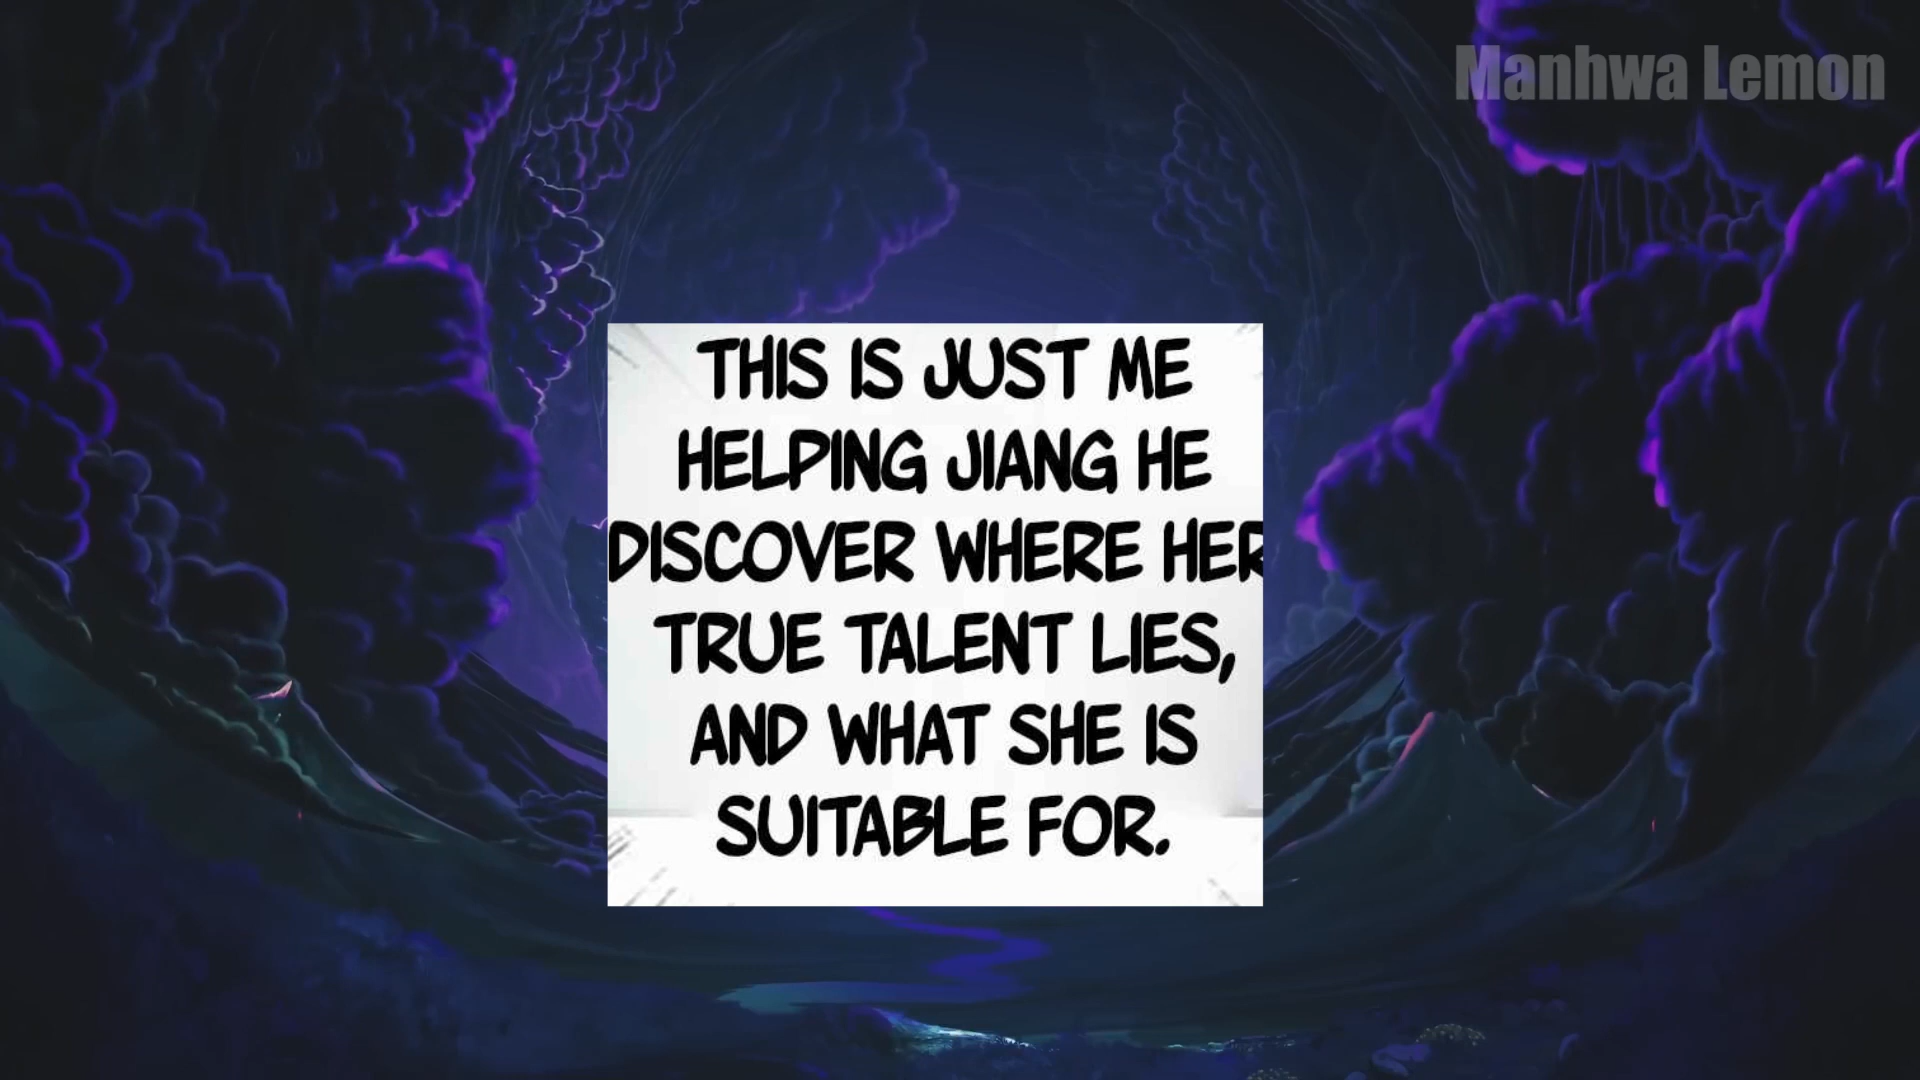 Manhwa Lemon
THIS IS JUST ME
HELPING JIANG HE
DISCOVER WHERE HER
TRUE TALENT LIES,
AND WHAT SHE IS
SUITABLE FOR.